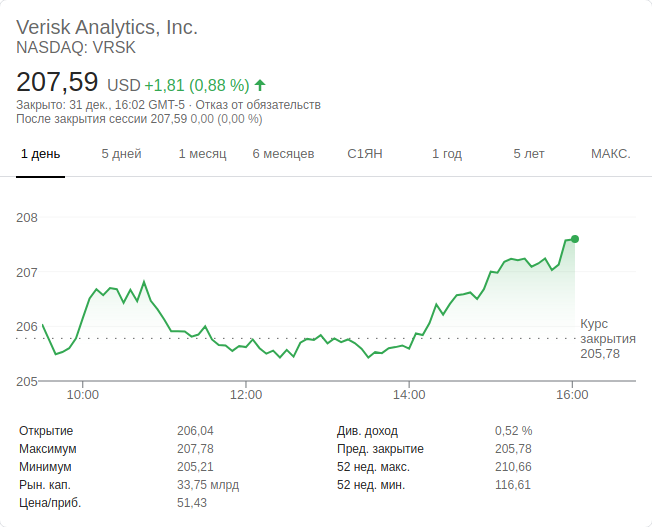 Verisk Analytics, Inc.
NASDAQ: VRSK
207,59 USD +1,81 (0,88 %)
Закрыто: 31 дек., 16:02 GMT-5 · Отказ от обязательств
После закрытия сессии 207,59 0,00 (0,00 %)
1 день 5 дней 1 месяц 6 месяцев С1ЯН 1 год 5 лет МАКС.
208
207
206
205
Курс
закрытия
205,78
10:00 12:00 14:00 16:00
Открытие 206,04 Див. доход 0,52 %
Максимум 207,78 Пред. закрытие 205,78
Минимум 205,21 52 нед. макс. 210,66
Рын. кап. 33,75 млрд 52 нед. мин. 116,61
Цена/приб. 51,43